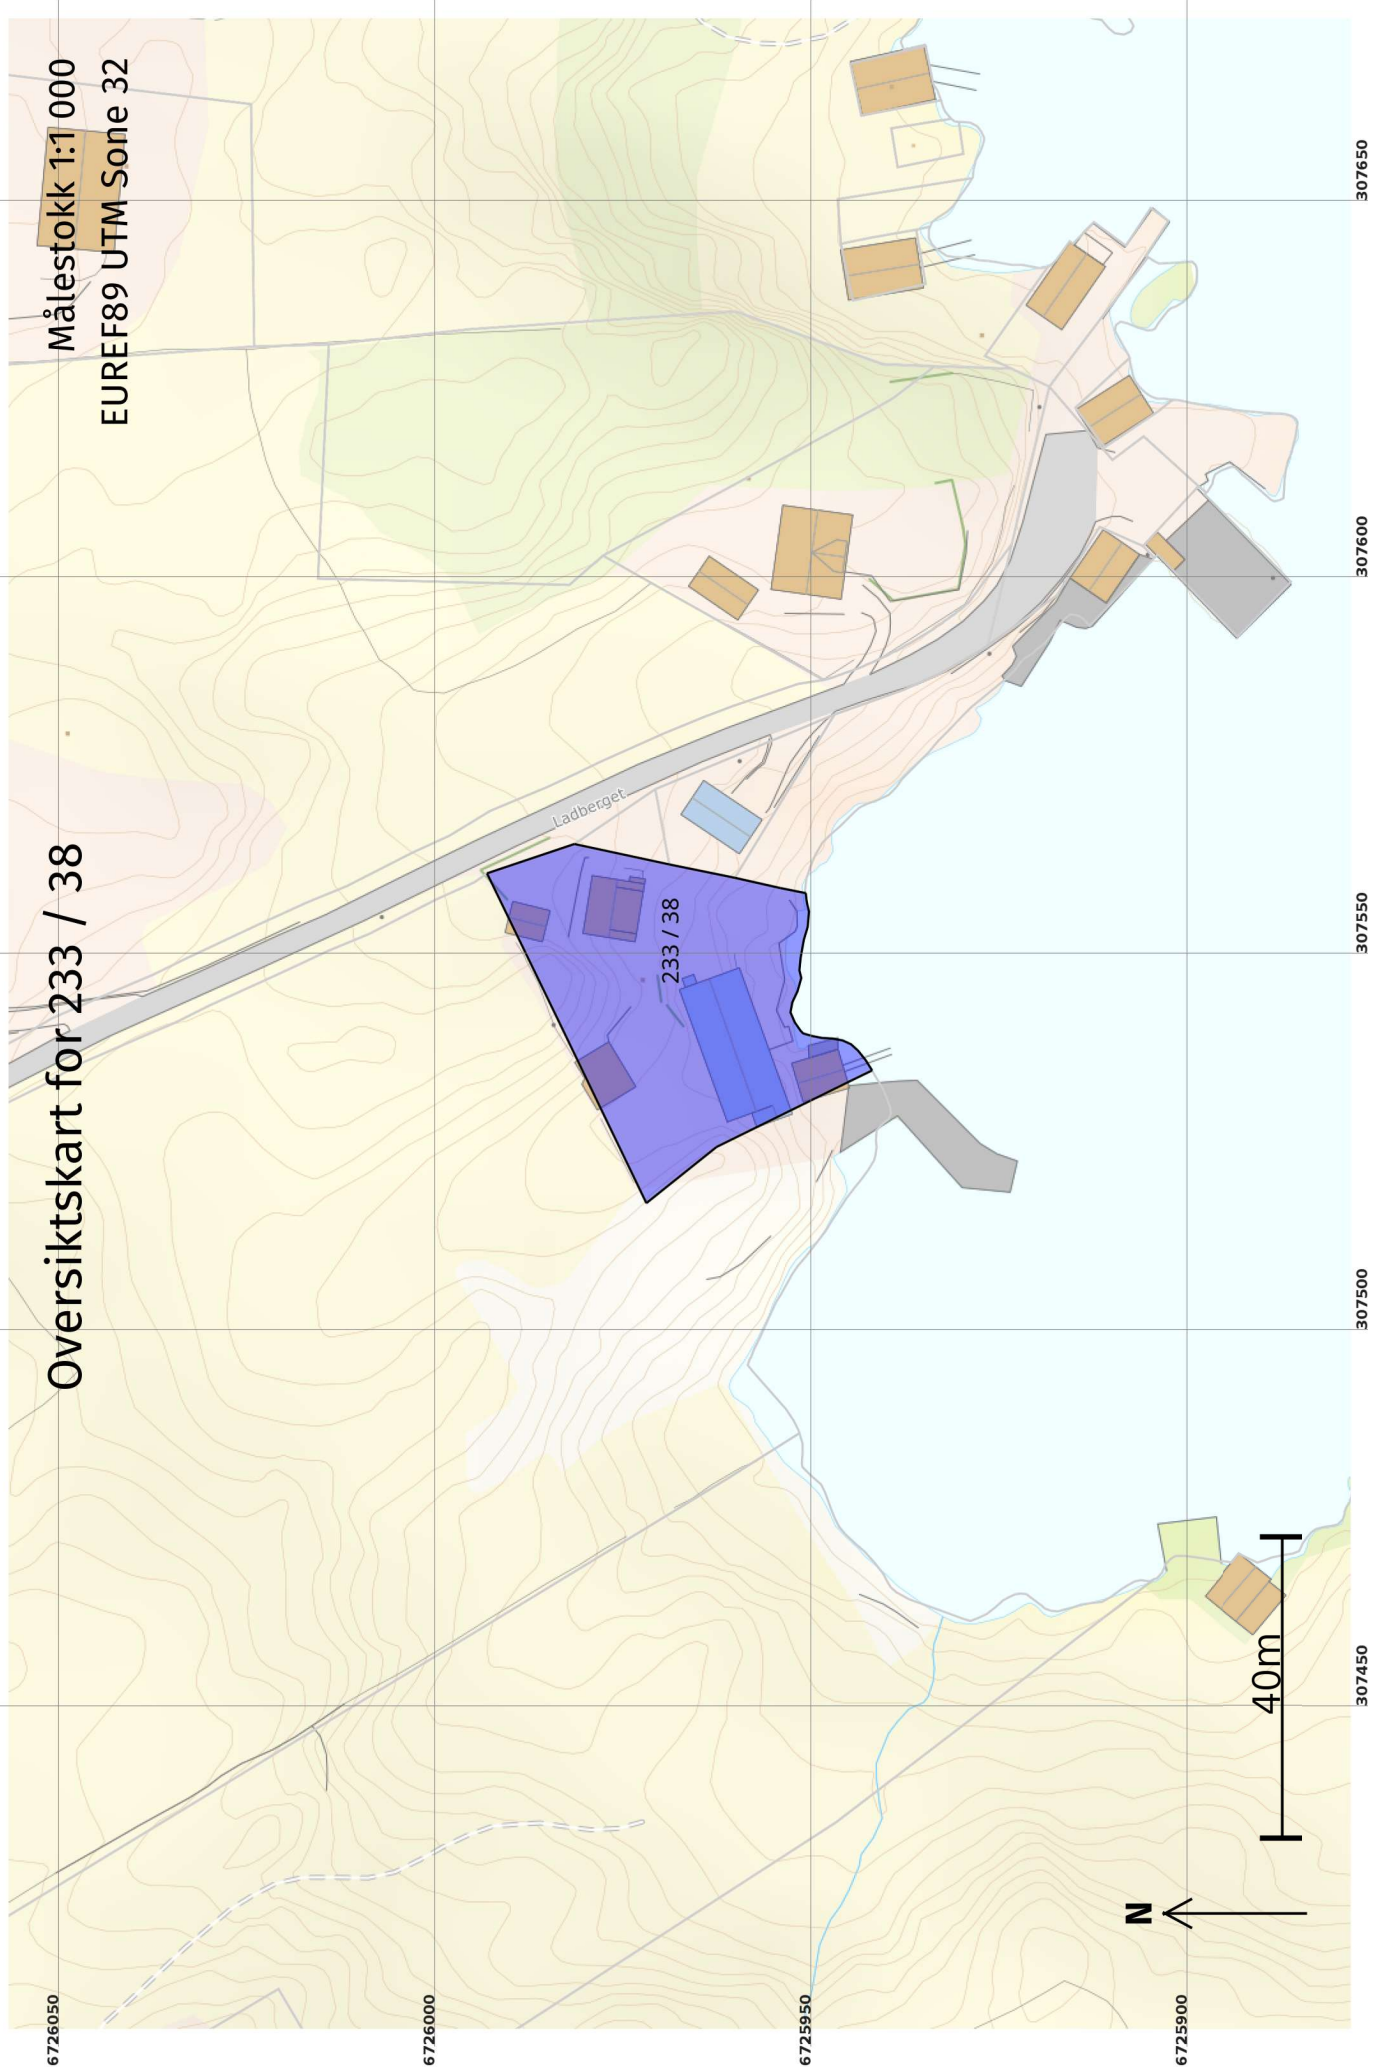 Oversiktskart for 233 / 38
Målestokk 1:1 000
EUREF89 UTM Sone 32
6726050
6726000
Ladberget
233 / 38
6725950
6725900
N
40m
307450
307500
307550
307600
307650